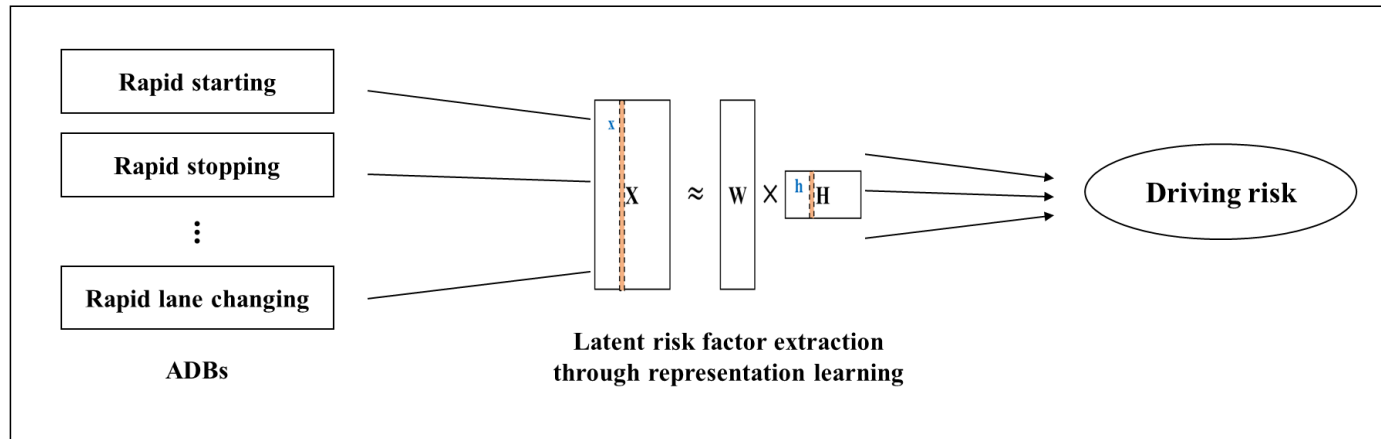 Rapid starting
Rapid stopping
⋮
Rapid lane changing
ADBs
x
X ≈ W × H
h
Latent risk factor extraction
through representation learning
Driving risk